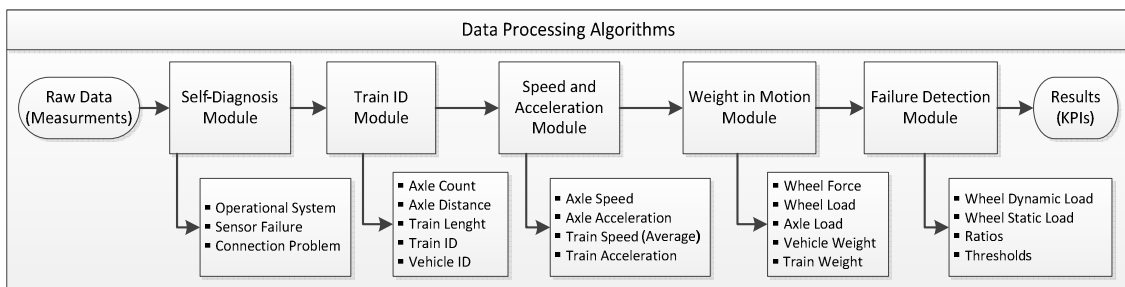 Data Processing Algorithms
Raw Data
(Measurments)
Self-Diagnosis
Module
Train ID
Module
Speed and
Acceleration
Module
Weight in Motion
Module
Failure Detection
Module
Results
(KPIs)
▪ Operational System
▪ Sensor Failure
▪ Connection Problem
▪ Axle Count
▪ Axle Distance
▪ Train Lenght
▪ Train ID
▪ Vehicle ID
▪ Axle Speed
▪ Axle Acceleration
▪ Train Speed (Average)
▪ Train Acceleration
▪ Wheel Force
▪ Wheel Load
▪ Axle Load
▪ Vehicle Weight
▪ Train Weight
▪ Wheel Dynamic Load
▪ Wheel Static Load
▪ Ratios
▪ Thresholds